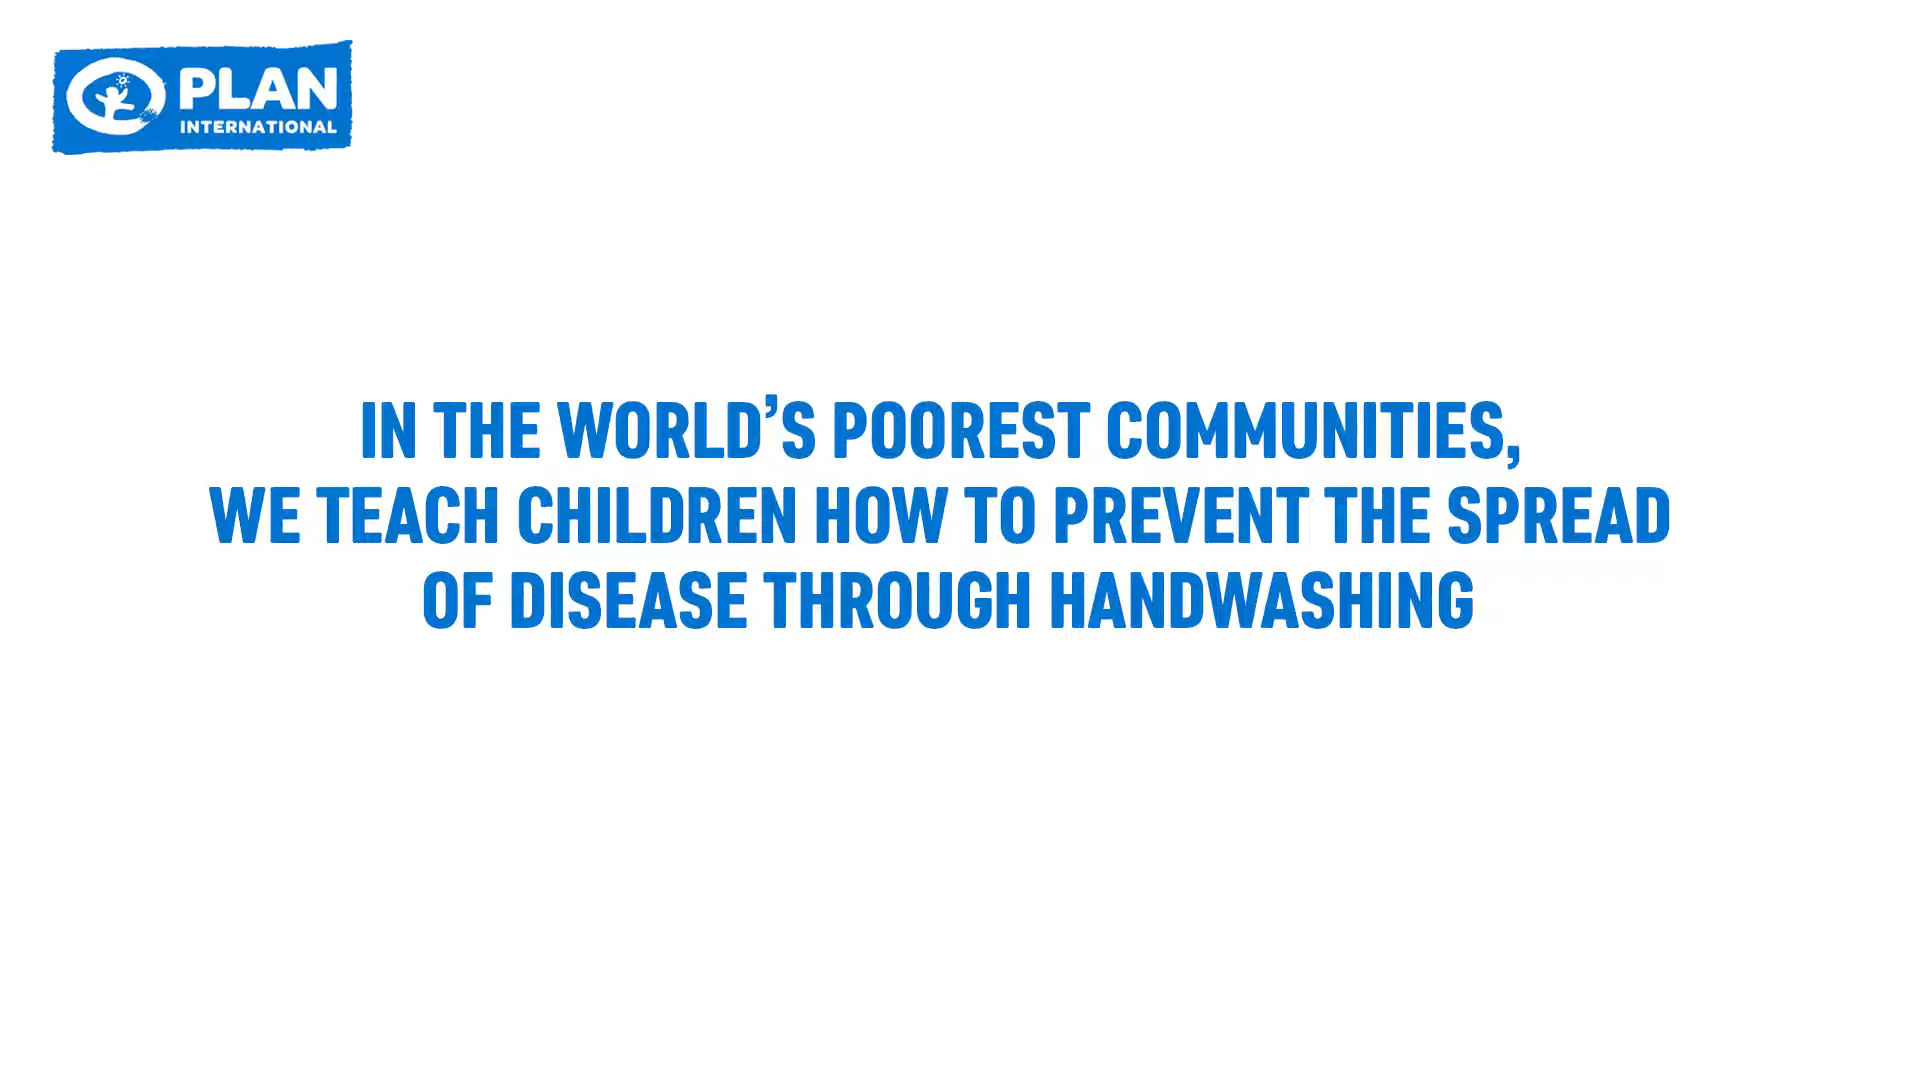 PLAN
INTERNATIONAL
IN THE WORLD’S POOREST COMMUNITIES,
WE TEACH CHILDREN HOW TO PREVENT THE SPREAD
OF DISEASE THROUGH HANDWASHING